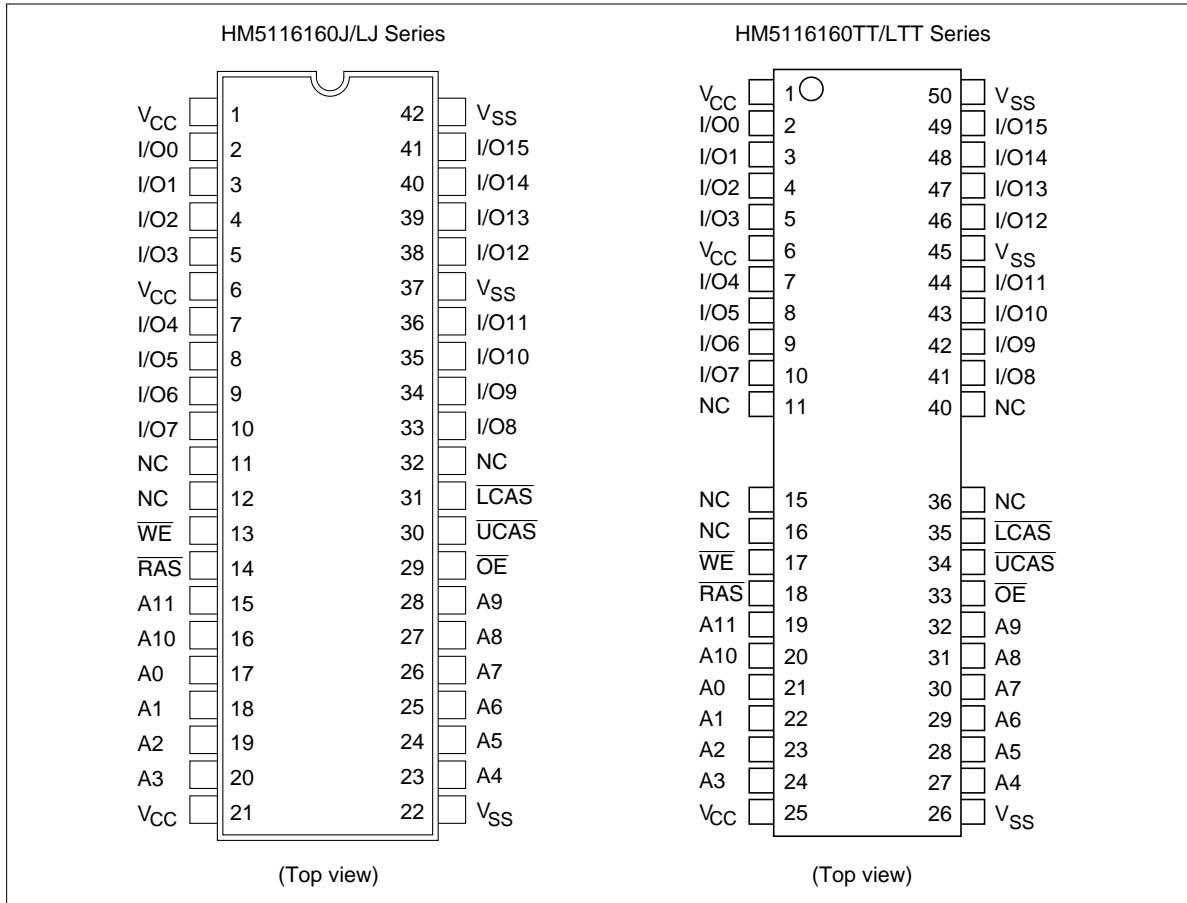 HM5116160J/LJ Series
VCC 1 42 VSS
I/O0 2 41 I/O15
I/O1 3 40 I/O14
I/O2 4 39 I/O13
I/O3 5 38 I/O12
VCC 6 37 VSS
I/O4 7 36 I/O11
I/O5 8 35 I/O10
I/O6 9 34 I/O9
I/O7 10 33 I/O8
NC 11 32 NC
NC 12 31 LCAS
WE 13 30 UCAS
RAS 14 29 OE
A11 15 28 A9
A10 16 27 A8
A0 17 26 A7
A1 18 25 A6
A2 19 24 A5
A3 20 23 A4
VCC 21 22 VSS
(Top view)
HM5116160TT/LTT Series
VCC 1 50 VSS
I/O0 2 49 I/O15
I/O1 3 48 I/O14
I/O2 4 47 I/O13
I/O3 5 46 I/O12
VCC 6 45 VSS
I/O4 7 44 I/O11
I/O5 8 43 I/O10
I/O6 9 42 I/O9
I/O7 10 41 I/O8
NC 11 40 NC
NC 15 36 NC
NC 16 35 LCAS
WE 17 34 UCAS
RAS 18 33 OE
A11 19 32 A9
A10 20 31 A8
A0 21 30 A7
A1 22 29 A6
A2 23 28 A5
A3 24 27 A4
VCC 25 26 VSS
(Top view)